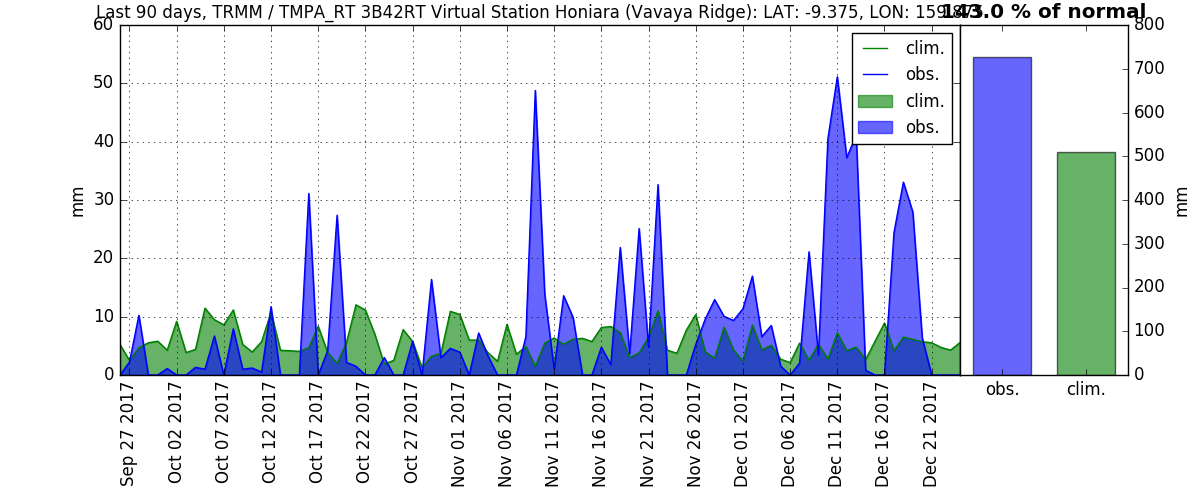 Last 90 days, TRMM / TMPA_RT 3B42RT Virtual Station Honiara (Vavaya Ridge): LAT: -9.375, LON:
143.0 % of normal
60
50
40
30
20
10
0
mm
clim.
obs.
clim.
obs.
800
700
600
500
400
300
200
100
0
mm
obs.
clim.
Sep 27 2017
Oct 02 2017
Oct 07 2017
Oct 12 2017
Oct 17 2017
Oct 22 2017
Oct 27 2017
Nov 01 2017
Nov 06 2017
Nov 11 2017
Nov 16 2017
Nov 21 2017
Nov 26 2017
Dec 01 2017
Dec 06 2017
Dec 11 2017
Dec 16 2017
Dec 21 2017